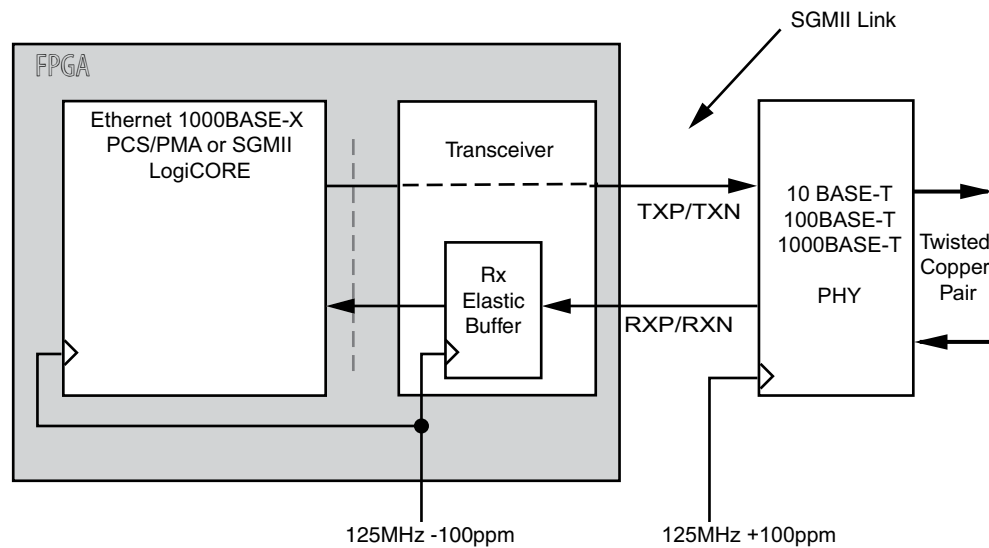 SGMII Link
FPGA
Ethernet 1000BASE-X
PCS/PMA or SGMII
LogiCORE
Transceiver
TXP/TXN
10 BASE-T
100BASE-T
1000BASE-T
PHY
Twisted
Copper
Pair
Rx
Elastic
Buffer
RXP/RXN
125MHz -100ppm
125MHz +100ppm